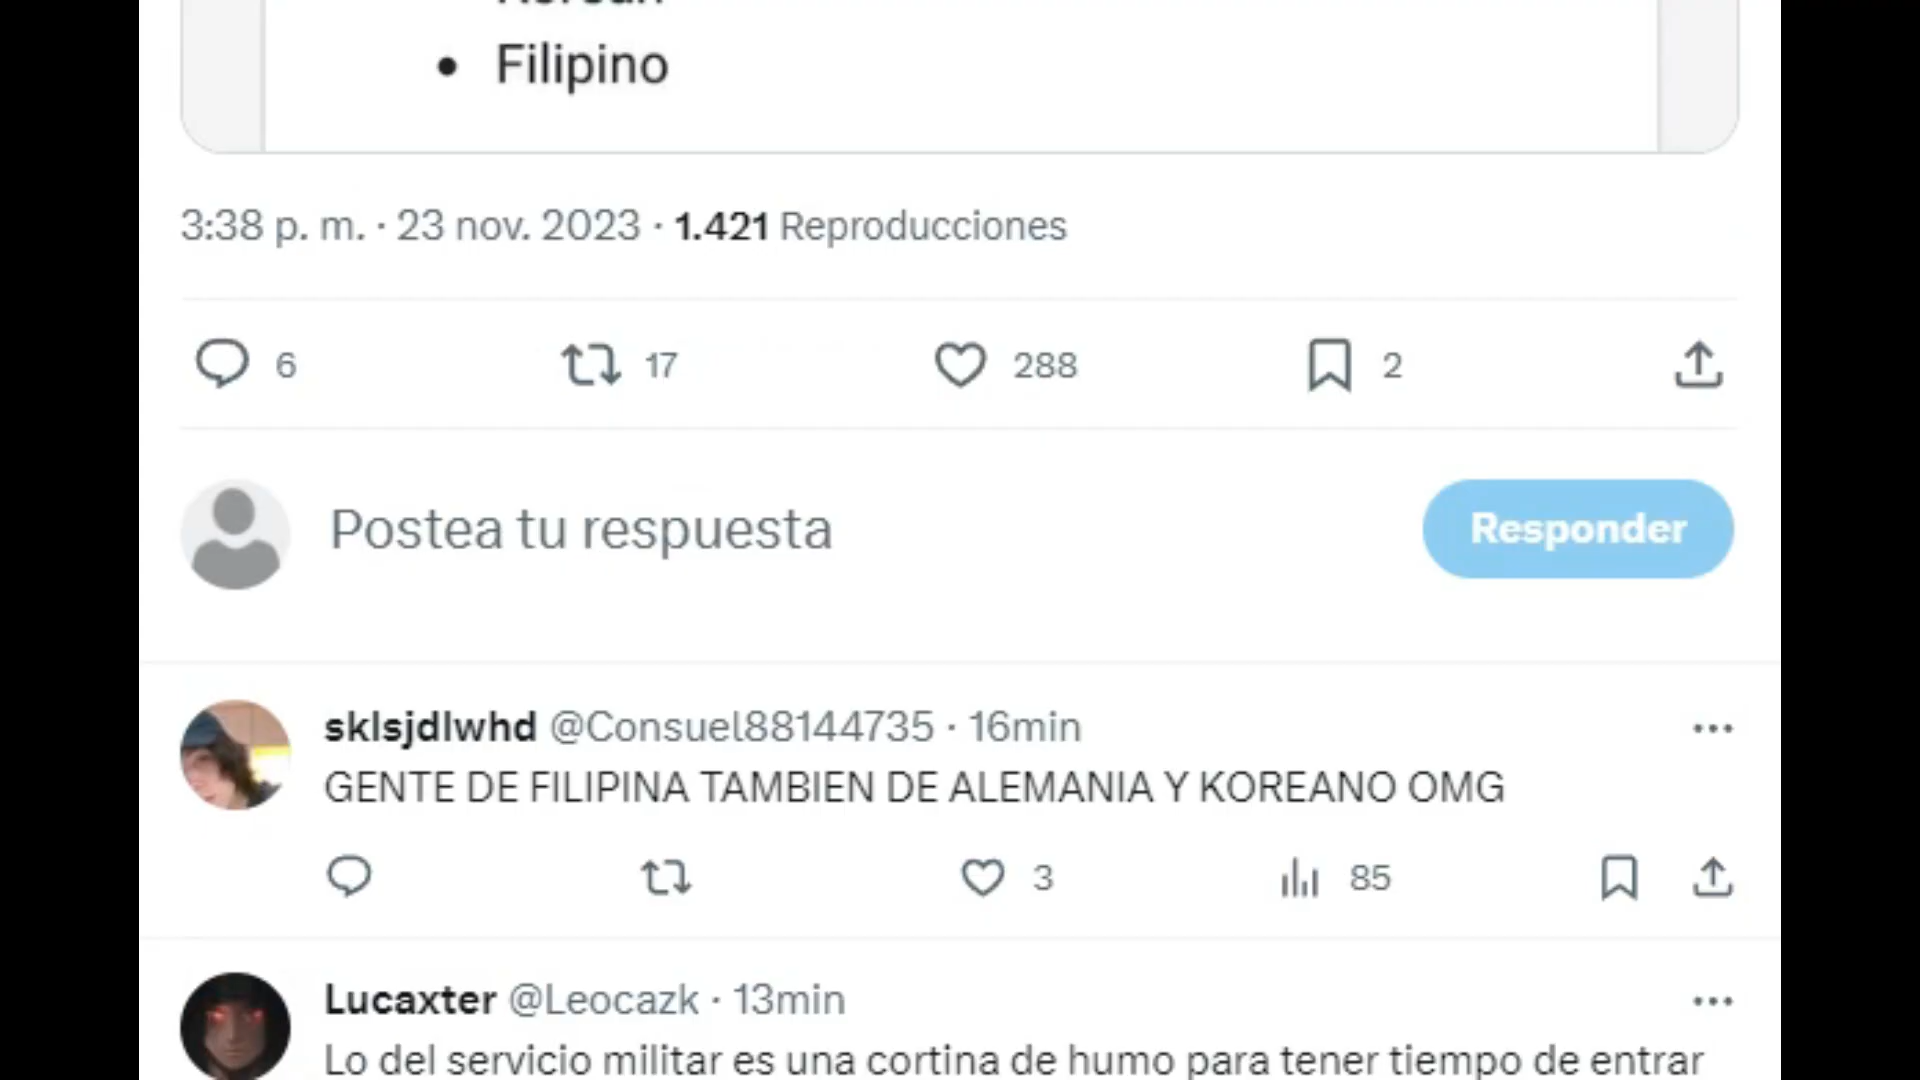 • Filipino
3:38 p. m. · 23 nov. 2023 · 1.421 Reproducciones
6 17 288 2
Postea tu respuesta
Responder
sklsjdlwhd @Consuel88144735 · 16min
GENTE DE FILIPINA TAMBIEN DE ALEMANIA Y KOREANO OMG
3 85
Lucaxter @Leocazk · 13min
Lo del servicio militar es una cortina de humo para tener tiempo de entrar